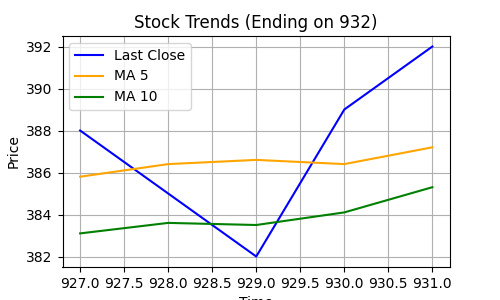 Stock Trends (Ending on 932)
392
390
388
386
384
382
Price
Last Close
MA 5
MA 10
927.0 927.5 928.0 928.5 929.0 929.5 930.0 930.5 931.0
Time